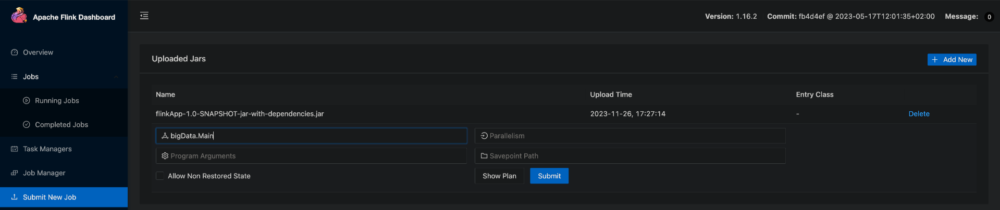 Apache Flink Dashboard
Version: 1.16.2 Commit: fb4d4ef @ 2023-05-17T12:01:35+02:00 Message: 0
Overview
Jobs
Running Jobs
Completed Jobs
Task Managers
Job Manager
Submit New Job
Uploaded Jars
+ Add New
Name Upload Time Entry Class
flinkApp-1.0-SNAPSHOT-jar-with-dependencies.jar 2023-11-26, 17:27:14 - Delete
bigData.Main Parallelism
Program Arguments Savepoint Path
Allow Non Restored State Show Plan Submit